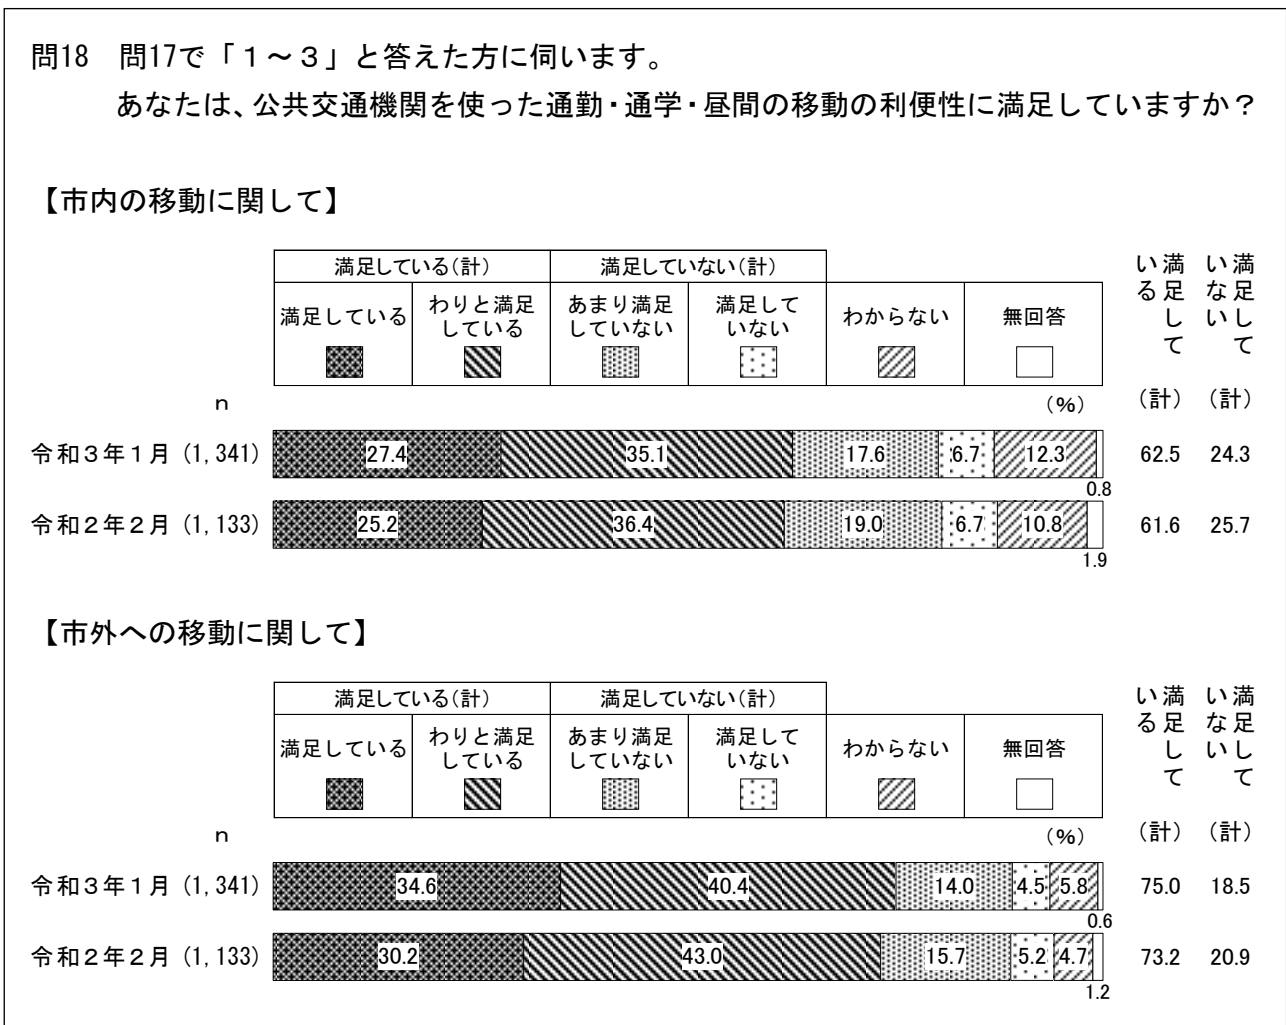 問18　問17で「１～３」と答えた方に伺います。
あなたは、公共交通機関を使った通勤・通学・昼間の移動の利便性に満足していますか？
【市内の移動に関して】
満足している(計)　満足していない(計)
満足している　わりと満足している　あまり満足していない　満足していない　わからない　無回答　満足している（計）　満足していない（計）
ｎ　（％）
令和３年１月 (1,341)　27.4　35.1　17.6　6.7　12.3　0.8　62.5　24.3
令和２年２月 (1,133)　25.2　36.4　19.0　6.7　10.8　1.9　61.6　25.7
【市外への移動に関して】
満足している(計)　満足していない(計)
満足している　わりと満足している　あまり満足していない　満足していない　わからない　無回答　満足している（計）　満足していない（計）
ｎ　（％）
令和３年１月 (1,341)　34.6　40.4　14.0　4.5　5.8　0.6　75.0　18.5
令和２年２月 (1,133)　30.2　43.0　15.7　5.2　4.7　1.2　73.2　20.9